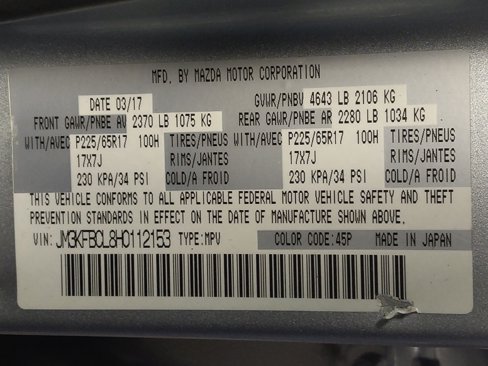 MFD. BY MAZDA MOTOR CORPORATION
DATE 03/17 GVWR/PNBV 4643 LB 2106 KG
FRONT GAWR/PNBE AV 2370 LB 1075 KG REAR GAWR/PNBE AR 2280 LB 1034 KG
WITH/AVEC P225/65R17 100H TIRES/PNEUS WITH/AVEC P225/65R17 100H TIRES/PNEUS
17X7J RIMS/JANTES 17X7J RIMS/JANTES
230 KPA/34 PSI COLD/A FROID 230 KPA/34 PSI COLD/A FROID
THIS VEHICLE CONFORMS TO ALL APPLICABLE FEDERAL MOTOR VEHICLE SAFETY AND THEFT
PREVENTION STANDARDS IN EFFECT ON THE DATE OF MANUFACTURE SHOWN ABOVE.
VIN: JM3KFBCL8H0112153 TYPE:MPV COLOR CODE:45P MADE IN JAPAN